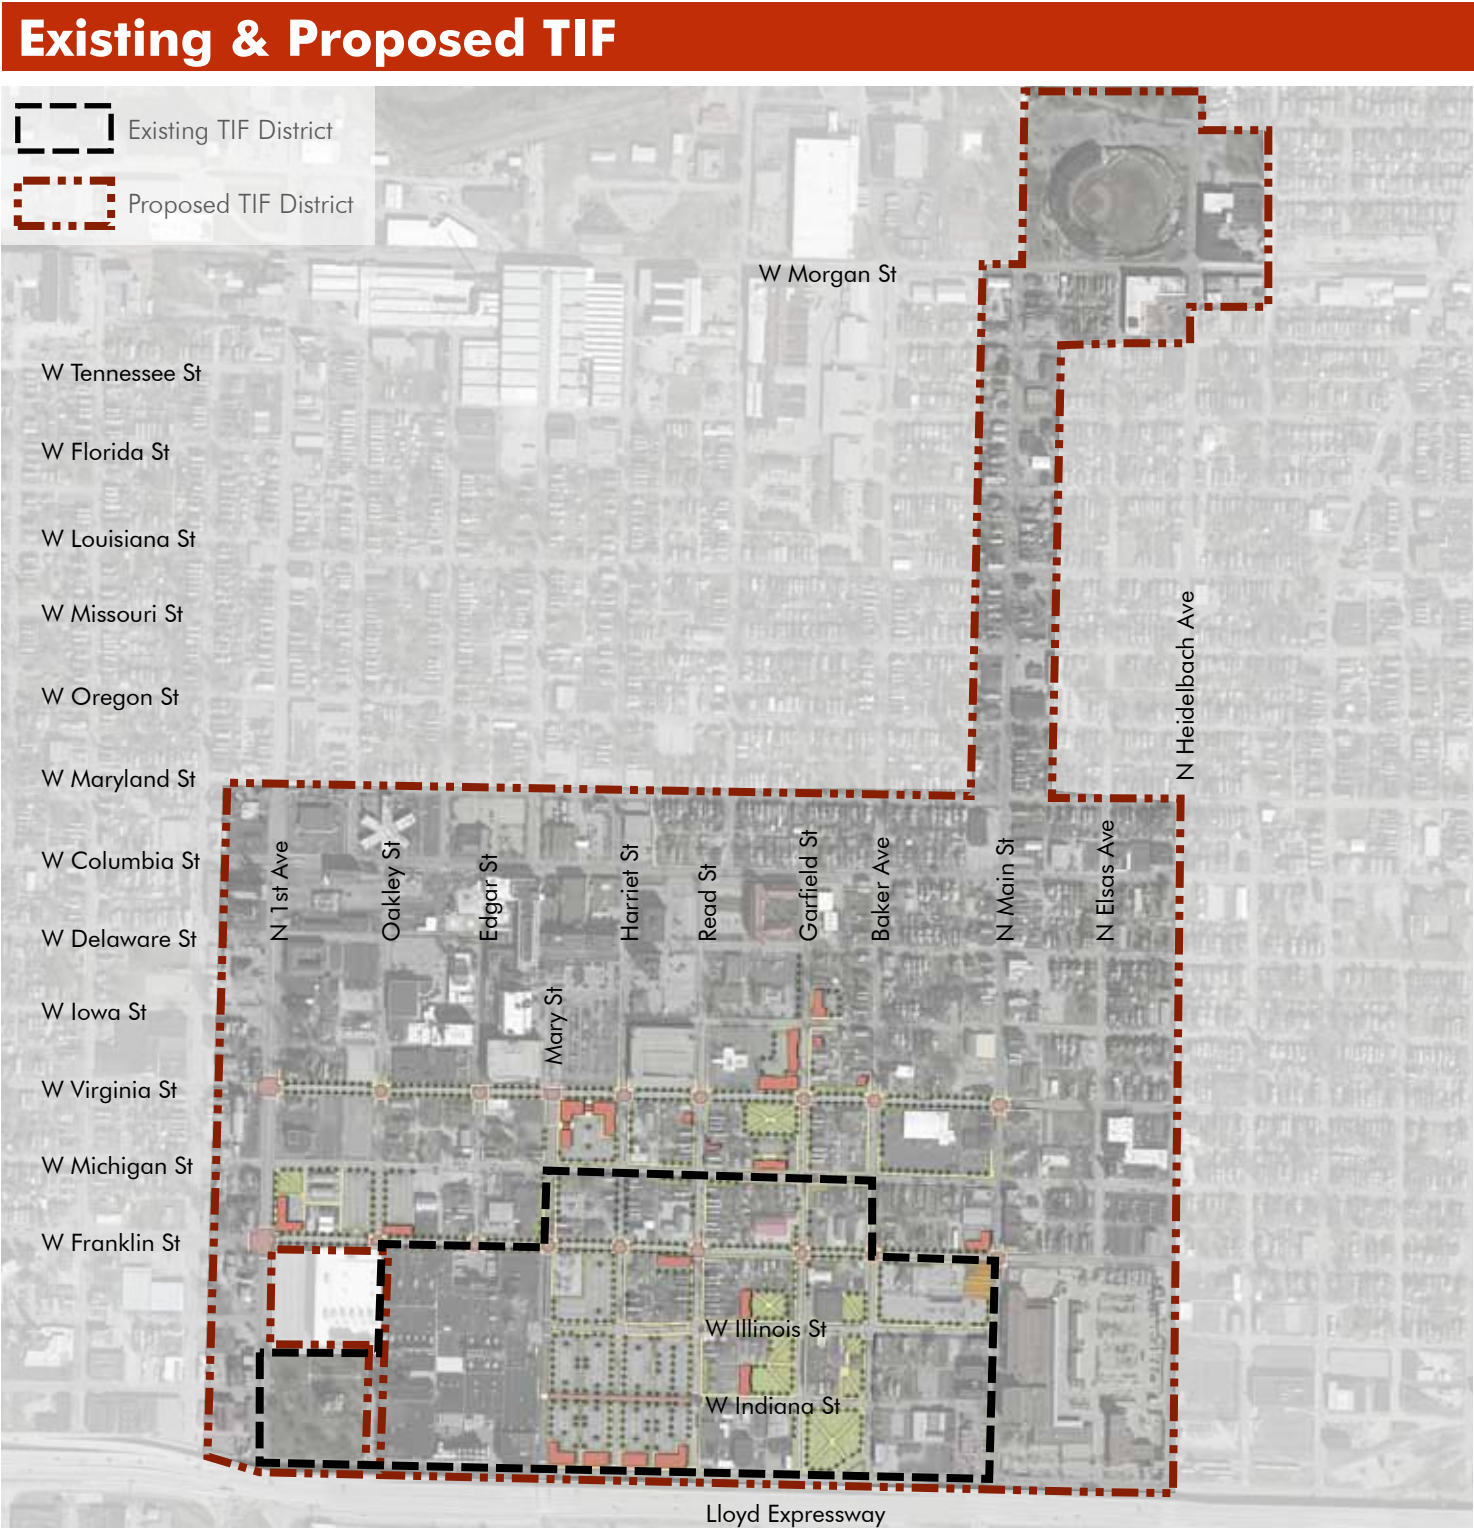 Existing & Proposed TIF
Existing TIF District
Proposed TIF District
W Morgan St
W Tennessee St
W Florida St
W Louisiana St
W Missouri St
N Heidelbach Ave
W Oregon St
W Maryland St
W Columbia St
N 1st Ave
Oakley St
Edgar St
Harriet St
Read St
Garfield St
Baker Ave
N Main St
N Elsas Ave
W Delaware St
W Iowa St
Mary St
W Virginia St
W Michigan St
W Franklin St
W Illinois St
W Indiana St
Lloyd Expressway